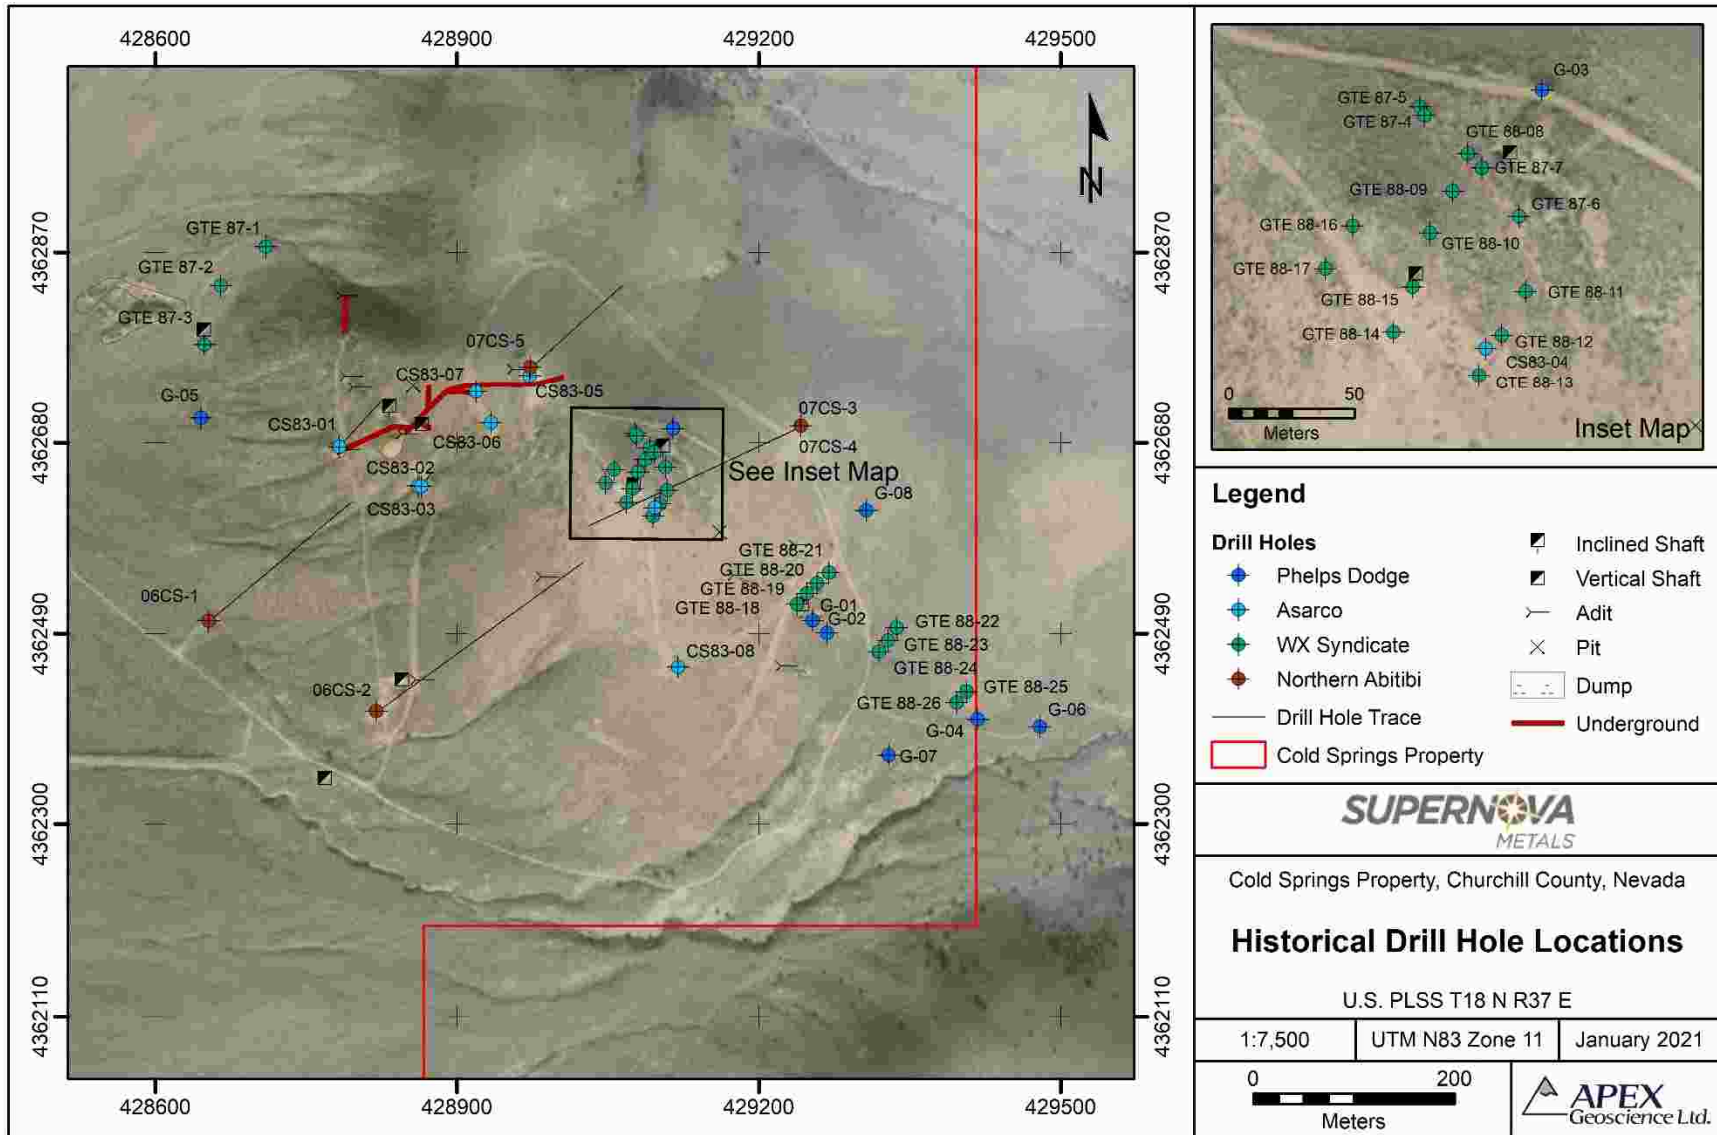 428600
428900
429200
429500
4362870
4362680
4362490
4362300
4362110
4362870
4362680
4362490
4362300
4362110
428600
428900
429200
429500
N
GTE 87-1
GTE 87-2
GTE 87-3
G-05
07CS-5
CS83-07
CS83-05
CS83-01
CS83-06
CS83-02
CS83-03
07CS-3
07CS-4
See Inset Map
G-08
GTE 88-21
GTE 88-20
GTE 88-19
GTE 88-18
G-01
G-02
06CS-1
GTE 88-22
GTE 88-23
GTE 88-24
CS83-08
06CS-2
GTE 88-25
GTE 88-26
G-06
G-04
G-07
G-03
GTE 87-5
GTE 87-4
GTE 88-08
GTE 87-7
GTE 88-09
GTE 87-6
GTE 88-16
GTE 88-10
GTE 88-17
GTE 88-15
GTE 88-11
GTE 88-14
GTE 88-12
CS83-04
GTE 88-13
0 50
Meters
Inset Map
Legend
Drill Holes
Phelps Dodge
Asarco
WX Syndicate
Northern Abitibi
Drill Hole Trace
Cold Springs Property
Inclined Shaft
Vertical Shaft
Adit
Pit
Dump
Underground
SUPERNOVA
METALS
Cold Springs Property, Churchill County, Nevada
Historical Drill Hole Locations
U.S. PLSS T18 N R37 E
1:7,500 UTM N83 Zone 11 January 2021
0 200
Meters
APEX
Geoscience Ltd.